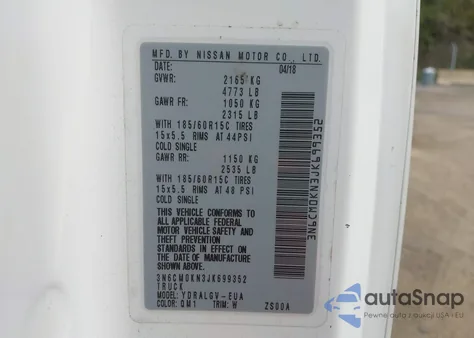 MFD. BY NISSAN MOTOR CO., LTD.
DATE: 04/18
GVWR: 2165 KG
4773 LB
GAWR FR: 1050 KG
2315 LB
WITH 185/60R15C TIRES
15x5.5 RIMS AT 44PSI
COLD SINGLE
GAWR RR: 1150 KG
2535 LB
WITH 185/60R15C TIRES
15x5.5 RIMS AT 48 PSI
COLD SINGLE
THIS VEHICLE CONFORMS TO
ALL APPLICABLE FEDERAL
MOTOR VEHICLE SAFETY
AND THEFT PREVENTION
STANDARDS IN EFFECT ON
THE DATE OF MANUFACTURE
SHOWN ABOVE.
3N6CM0KN3JK699352
TRUCK
MODEL: YDRALGV-EUA
COLOR: QM1 TRIM: W ZS00A
3N6CM0KN3JK699352
autoSnap
Cars from USA / EU / UAE